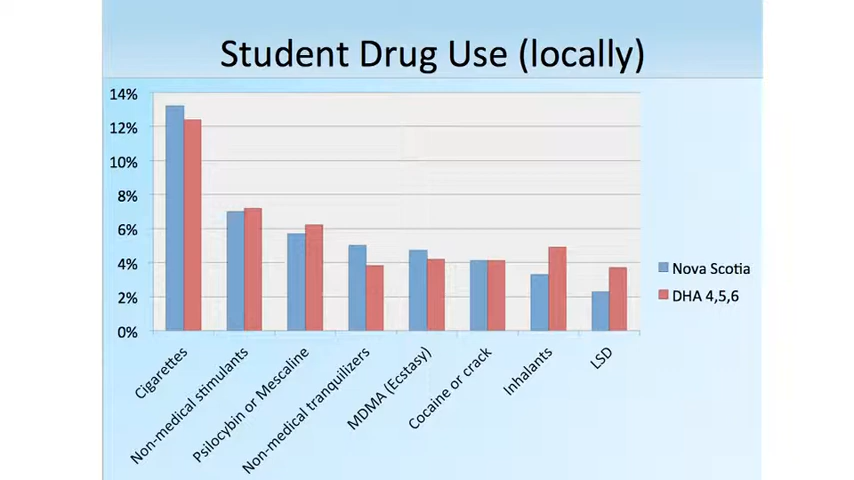 Student Drug Use (locally)
14%
12%
10%
8%
6%
4%
2%
0%
Cigarettes
Non-medical stimulants
Psilocybin or Mescaline
Non-medical tranquilizers
MDMA (Ecstasy)
Cocaine or crack
Inhalants
LSD
Nova Scotia
DHA 4,5,6